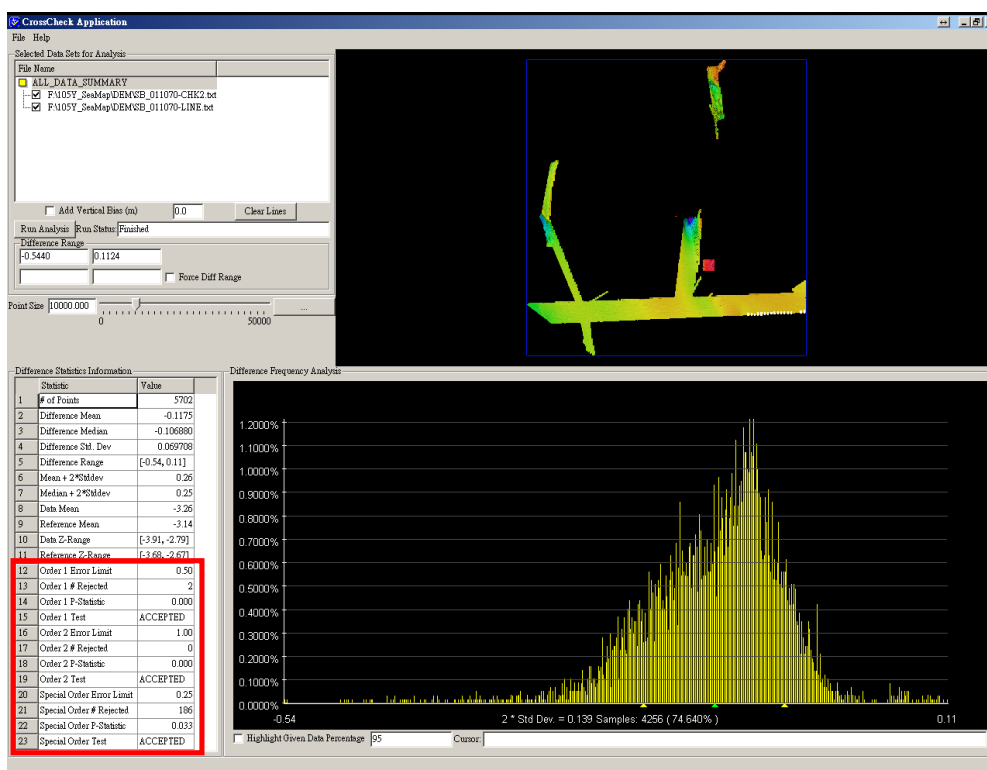 CrossCheck Application
File Help
Selected Data Sets for Analysis
File Name
ALL_DATA_SUMMARY
F:\105Y_SeaMap\DEM\SB_011070-CHK2.txt
F:\105Y_SeaMap\DEM\SB_011070-LINE.txt
Add Vertical Bias (m) 0.0 Clear Lines
Run Analysis Run Status: Finished
Difference Range
-0.5440 0.1124
Force Diff Range
Point Size 10000.000 ...
0 50000
Difference Statistics Information
Statistic Value
1 # of Points 5702
2 Difference Mean -0.1175
3 Difference Median -0.106880
4 Difference Std. Dev 0.069708
5 Difference Range [-0.54, 0.11]
6 Mean + 2*Stddev 0.26
7 Median + 2*Stddev 0.25
8 Data Mean -3.26
9 Reference Mean -3.14
10 Data Z-Range [-3.91, -2.79]
11 Reference Z-Range [-3.68, -2.67]
12 Order 1 Error Limit 0.50
13 Order 1 # Rejected 2
14 Order 1 P-Statistic 0.000
15 Order 1 Test ACCEPTED
16 Order 2 Error Limit 1.00
17 Order 2 # Rejected 0
18 Order 2 P-Statistic 0.000
19 Order 2 Test ACCEPTED
20 Special Order Error Limit 0.25
21 Special Order # Rejected 186
22 Special Order P-Statistic 0.033
23 Special Order Test ACCEPTED
Difference Frequency Analysis
1.2000%
1.1000%
1.0000%
0.9000%
0.8000%
0.7000%
0.6000%
0.5000%
0.4000%
0.3000%
0.2000%
0.1000%
0.0000%
-0.54 2 * Std Dev. = 0.139 Samples: 4256 ( 74.640% ) 0.11
Highlight Given Data Percentage 95 Cursor: